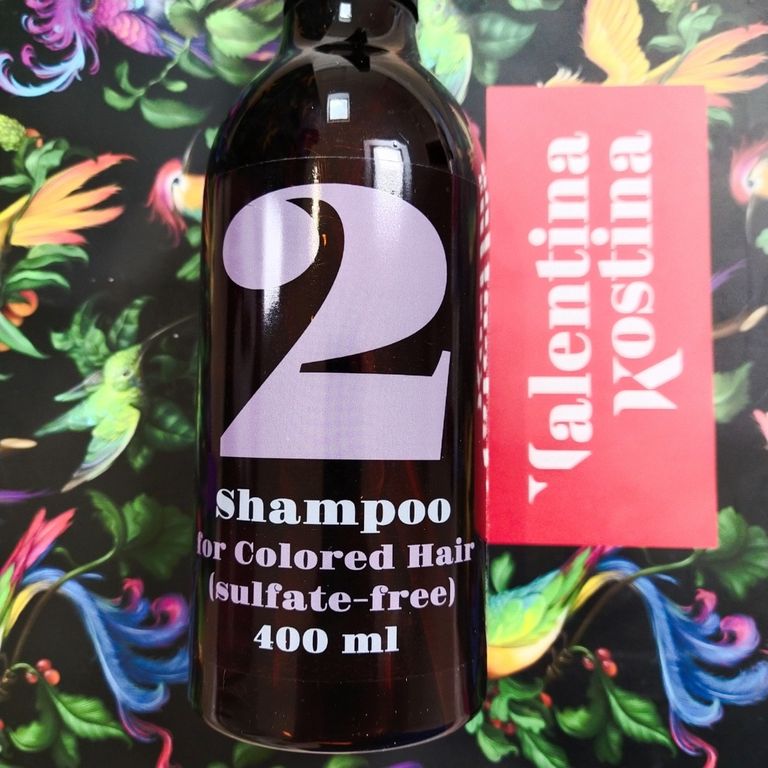 2
Shampoo
for Colored Hair
(sulfate-free)
400 ml
Valentina
Kostina